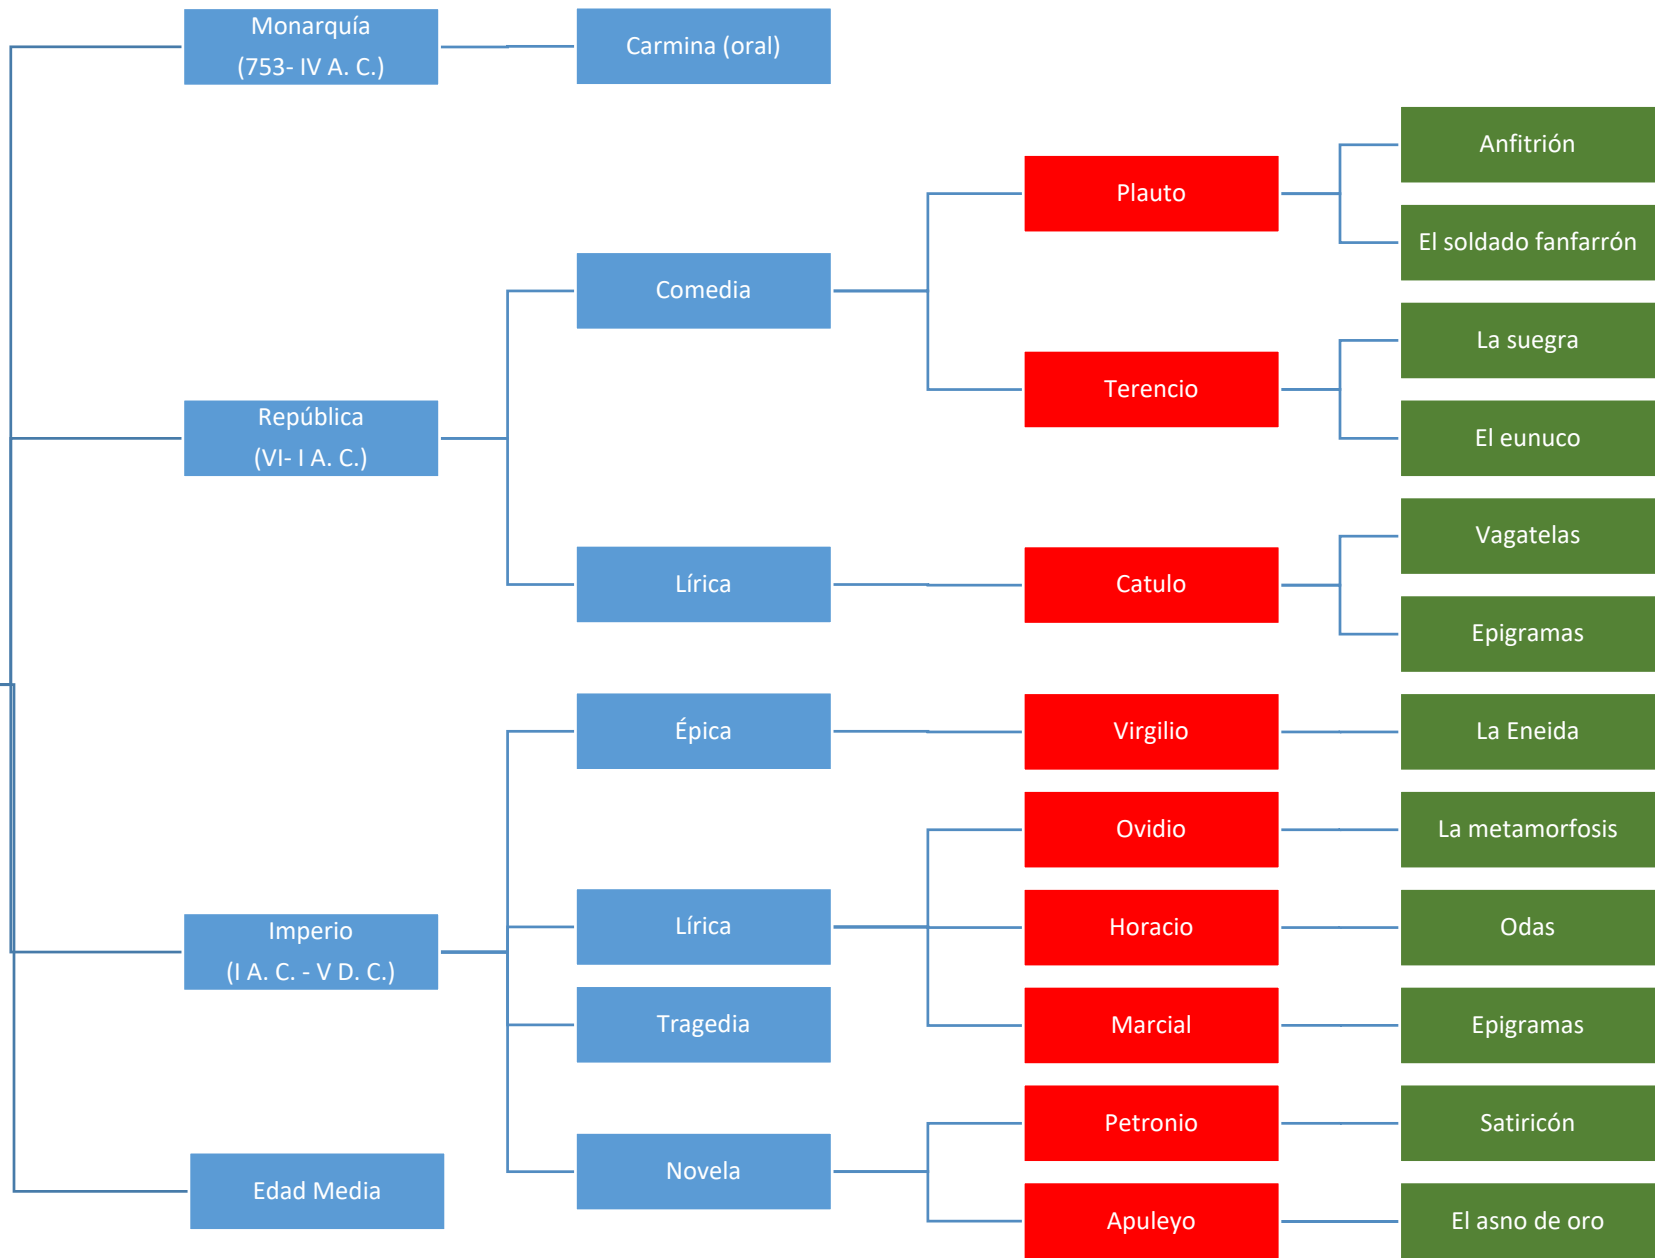 Monarquía
(753- IV A. C.)
Carmina (oral)
República
(VI- I A. C.)
Comedia
Plauto
Anfitrión
El soldado fanfarrón
Terencio
La suegra
El eunuco
Lírica
Catulo
Vagatelas
Epigramas
Imperio
(I A. C. - V D. C.)
Épica
Virgilio
La Eneida
Lírica
Ovidio
La metamorfosis
Horacio
Odas
Marcial
Epigramas
Tragedia
Novela
Petronio
Satiricón
Apuleyo
El asno de oro
Edad Media